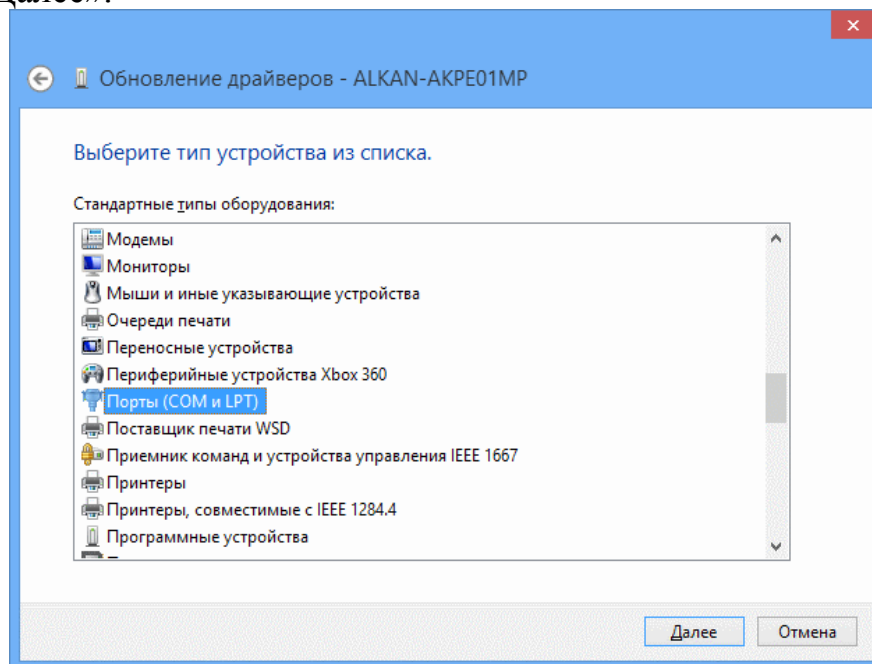 Обновление драйверов - ALKAN-AKPE01MP
Выберите тип устройства из списка.
Стандартные типы оборудования:
Модемы
Мониторы
Мыши и иные указывающие устройства
Очереди печати
Переносные устройства
Периферийные устройства Xbox 360
Порты (COM и LPT)
Поставщик печати WSD
Приемник команд и устройства управления IEEE 1667
Принтеры
Принтеры, совместимые с IEEE 1284.4
Программные устройства
Далее
Отмена